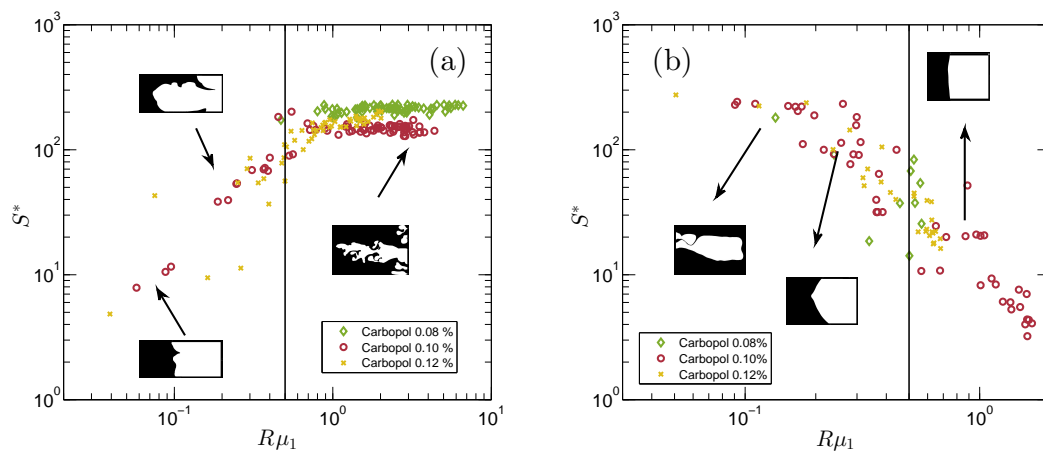 (a)
10^3
10^2
10^1
10^0
S^*
Carbopol 0.08 %
Carbopol 0.10 %
Carbopol 0.12 %
10^{-1}
10^0
10^1
Rμ_1
(b)
10^3
10^2
10^1
10^0
S^*
Carbopol 0.08%
Carbopol 0.10%
Carbopol 0.12%
10^{-1}
10^0
Rμ_1